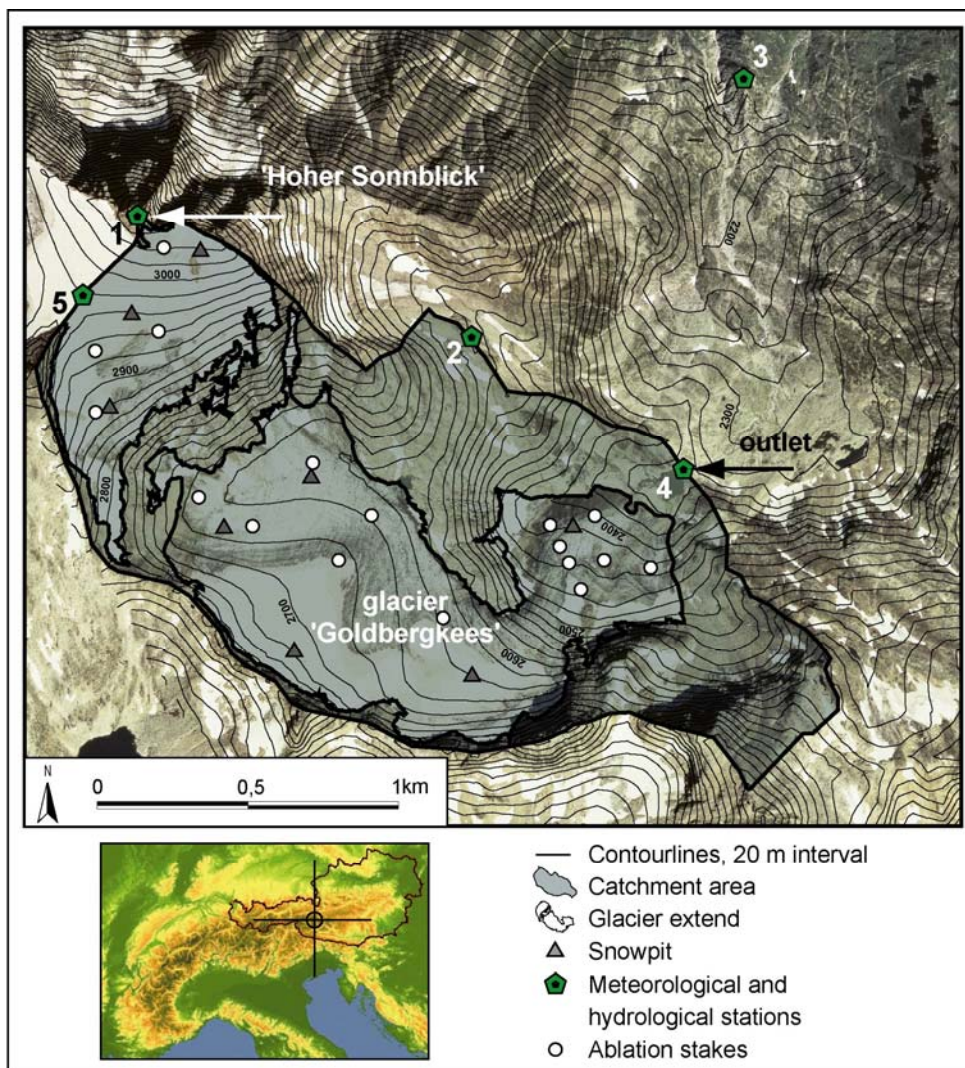 3
'Hoher Sonnblick'
1
2200
3000
5
2
2900
2300
outlet
4
2800
2400
glacier
'Goldbergkees'
2700
2500
2600
N
0
0,5
1km
Contourlines, 20 m interval
Catchment area
Glacier extend
Snowpit
Meteorological and
hydrological stations
Ablation stakes